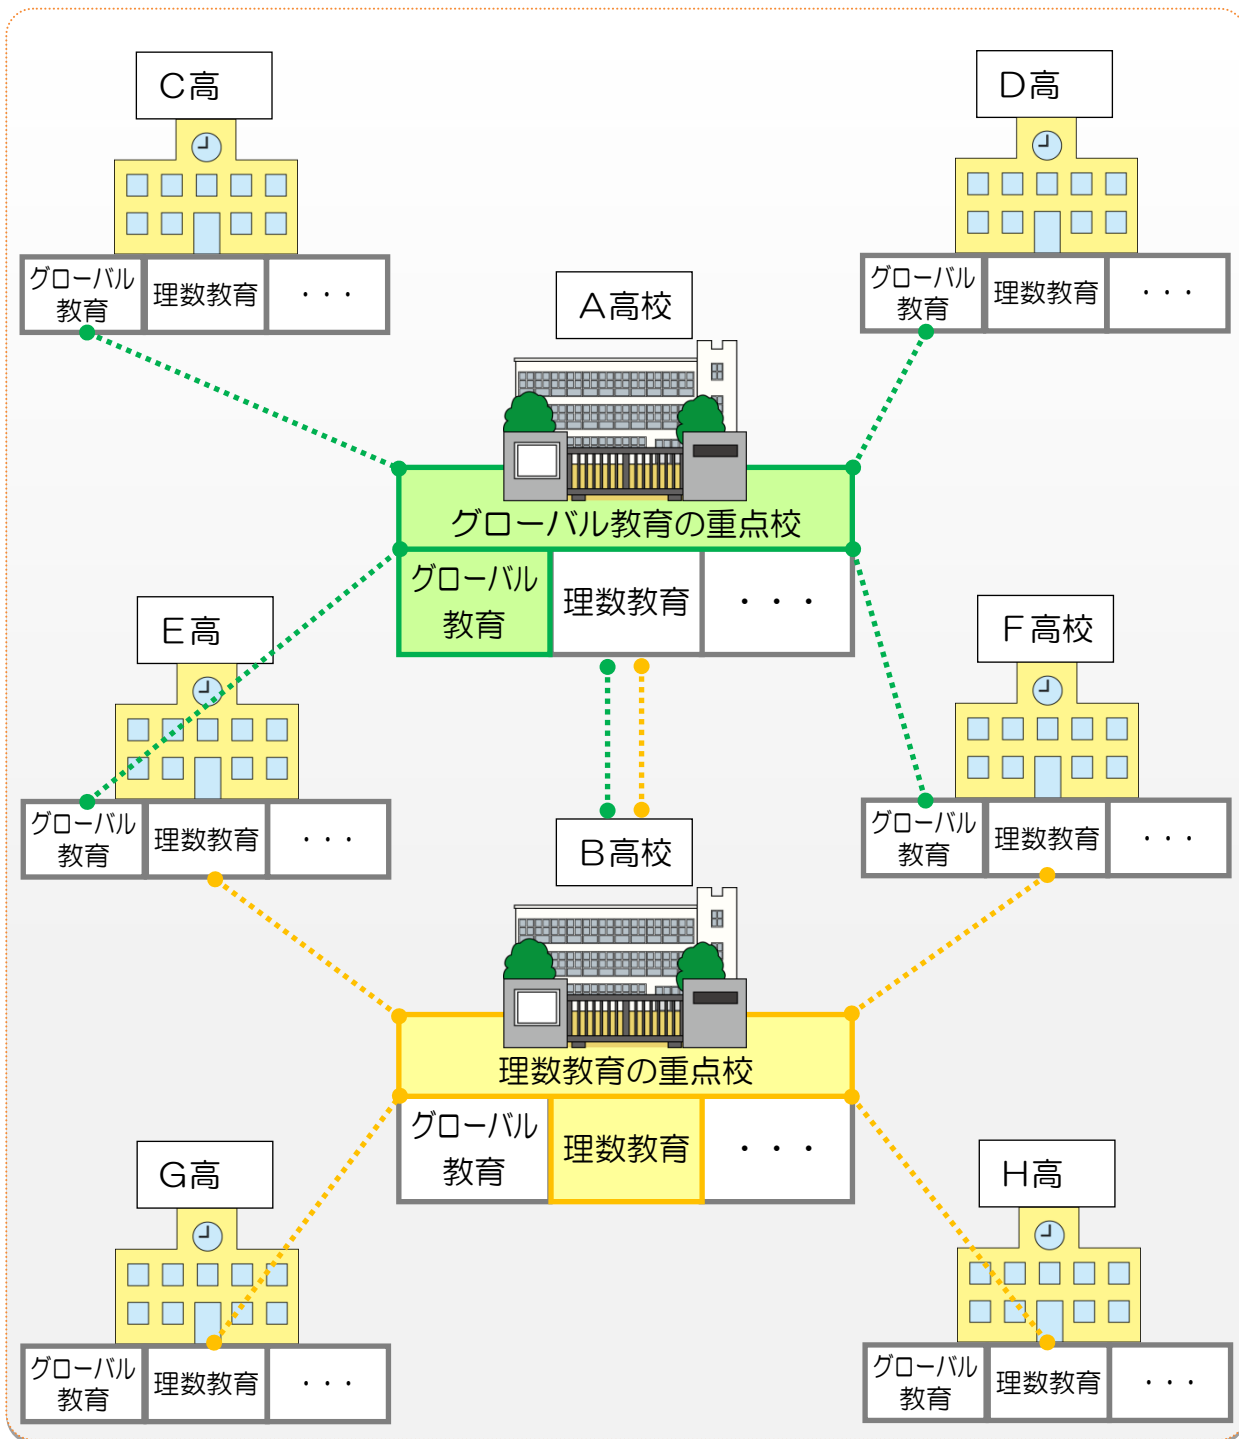 C高
D高
グローバル
教育
理数教育
・・・
グローバル
教育
理数教育
・・・
A高校
グローバル教育の重点校
グローバル
教育
理数教育
・・・
E高
F高校
グローバル
教育
理数教育
・・・
グローバル
教育
理数教育
・・・
B高校
理数教育の重点校
グローバル
教育
理数教育
・・・
G高
H高
グローバル
教育
理数教育
・・・
グローバル
教育
理数教育
・・・